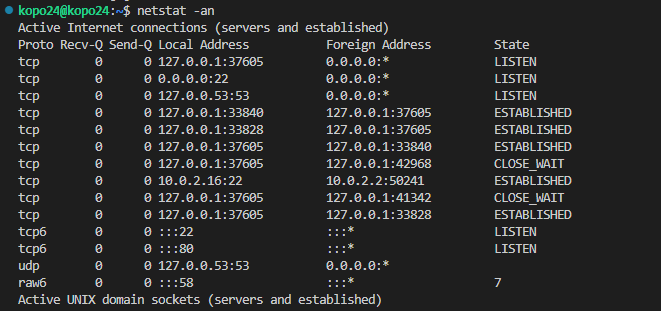 kopo24@kopo24:~$ netstat -an
Active Internet connections (servers and established)
Proto Recv-Q Send-Q Local Address           Foreign Address         State
tcp        0      0 127.0.0.1:37605         0.0.0.0:*               LISTEN
tcp        0      0 0.0.0.0:22              0.0.0.0:*               LISTEN
tcp        0      0 127.0.0.53:53           0.0.0.0:*               LISTEN
tcp        0      0 127.0.0.1:33840         127.0.0.1:37605         ESTABLISHED
tcp        0      0 127.0.0.1:33828         127.0.0.1:37605         ESTABLISHED
tcp        0      0 127.0.0.1:37605         127.0.0.1:33840         ESTABLISHED
tcp        0      0 127.0.0.1:37605         127.0.0.1:42968         CLOSE_WAIT
tcp        0      0 10.0.2.16:22            10.0.2.2:50241          ESTABLISHED
tcp        0      0 127.0.0.1:37605         127.0.0.1:41342         CLOSE_WAIT
tcp        0      0 127.0.0.1:37605         127.0.0.1:33828         ESTABLISHED
tcp6       0      0 :::22                   :::*                    LISTEN
tcp6       0      0 :::80                   :::*                    LISTEN
udp        0      0 127.0.0.53:53           0.0.0.0:*
raw6       0      0 :::58                   :::*                    7
Active UNIX domain sockets (servers and established)